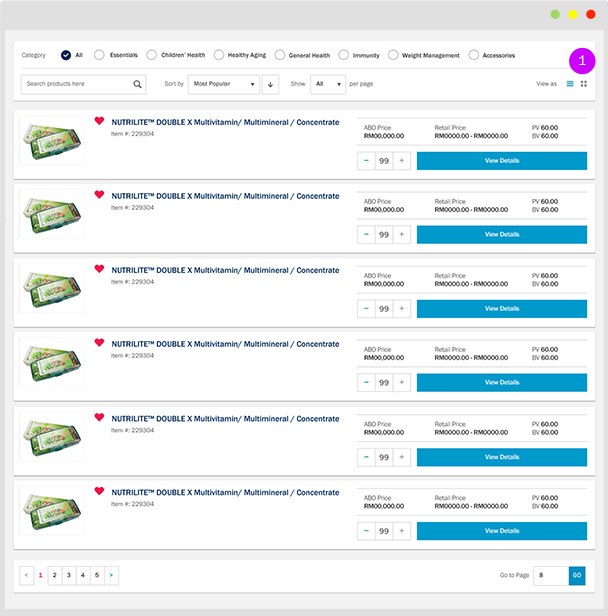 1
Category All Essentials Children' Health Healthy Aging General Health Immunity Weight Management Accessories
Search products here Sort by Most Popular Show All per page View as
NUTRILITE™ DOUBLE X Multivitamin/ Multimineral / Concentrate
Item #: 229304
ABO Price Retail Price PV 60.00
RM00,000.00 RM0000.00 - RM0000.00 BV 60.00
− 99 + View Details
NUTRILITE™ DOUBLE X Multivitamin/ Multimineral / Concentrate
Item #: 229304
ABO Price Retail Price PV 60.00
RM00,000.00 RM0000.00 - RM0000.00 BV 60.00
− 99 + View Details
NUTRILITE™ DOUBLE X Multivitamin/ Multimineral / Concentrate
Item #: 229304
ABO Price Retail Price PV 60.00
RM00,000.00 RM0000.00 - RM0000.00 BV 60.00
− 99 + View Details
NUTRILITE™ DOUBLE X Multivitamin/ Multimineral / Concentrate
Item #: 229304
ABO Price Retail Price PV 60.00
RM00,000.00 RM0000.00 - RM0000.00 BV 60.00
− 99 + View Details
NUTRILITE™ DOUBLE X Multivitamin/ Multimineral / Concentrate
Item #: 229304
ABO Price Retail Price PV 60.00
RM00,000.00 RM0000.00 - RM0000.00 BV 60.00
− 99 + View Details
NUTRILITE™ DOUBLE X Multivitamin/ Multimineral / Concentrate
Item #: 229304
ABO Price Retail Price PV 60.00
RM00,000.00 RM0000.00 - RM0000.00 BV 60.00
− 99 + View Details
< 1 2 3 4 5 > Go to Page 8 GO